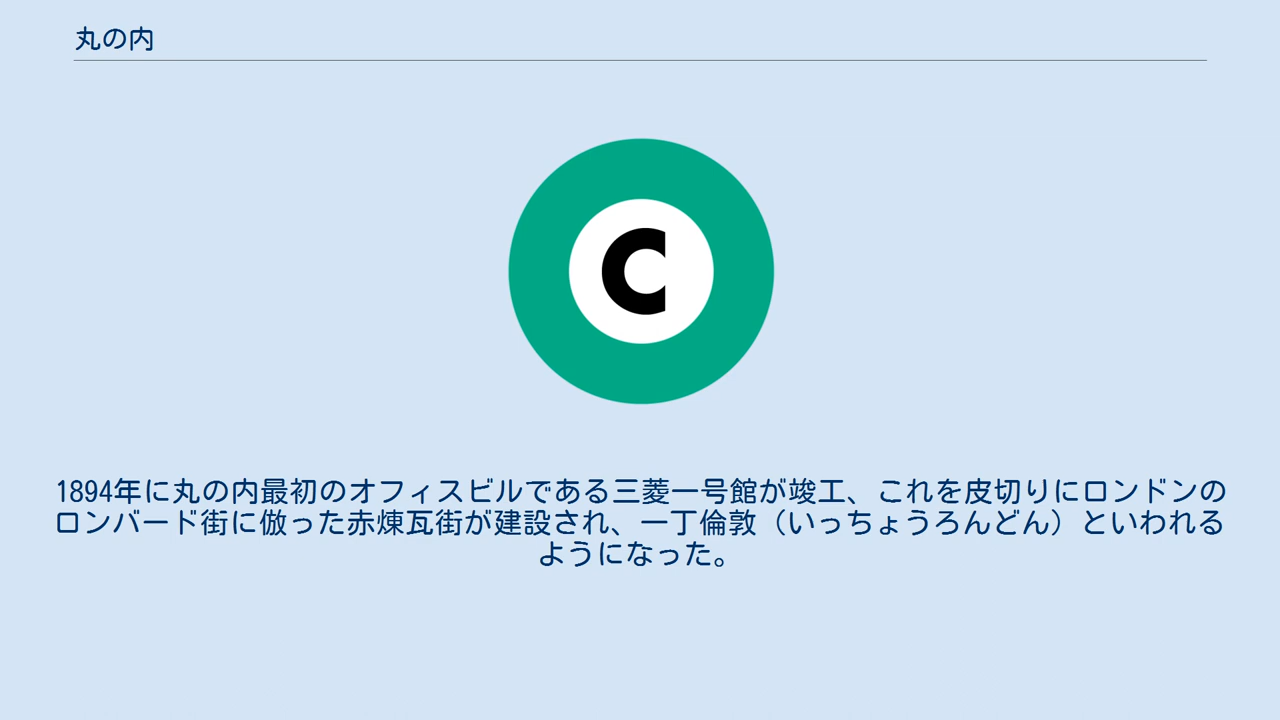 丸の内
C
1894年に丸の内最初のオフィスビルである三菱一号館が竣工、これを皮切りにロンドンの
ロンバード街に倣った赤煉瓦街が建設され、一丁倫敦（いっちょうろんどん）といわれる
ようになった。